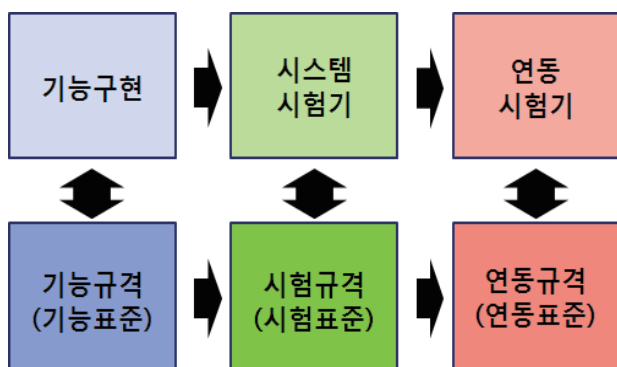 기능구현
시스템
시험기
연동
시험기
기능규격
(기능표준)
시험규격
(시험표준)
연동규격
(연동표준)